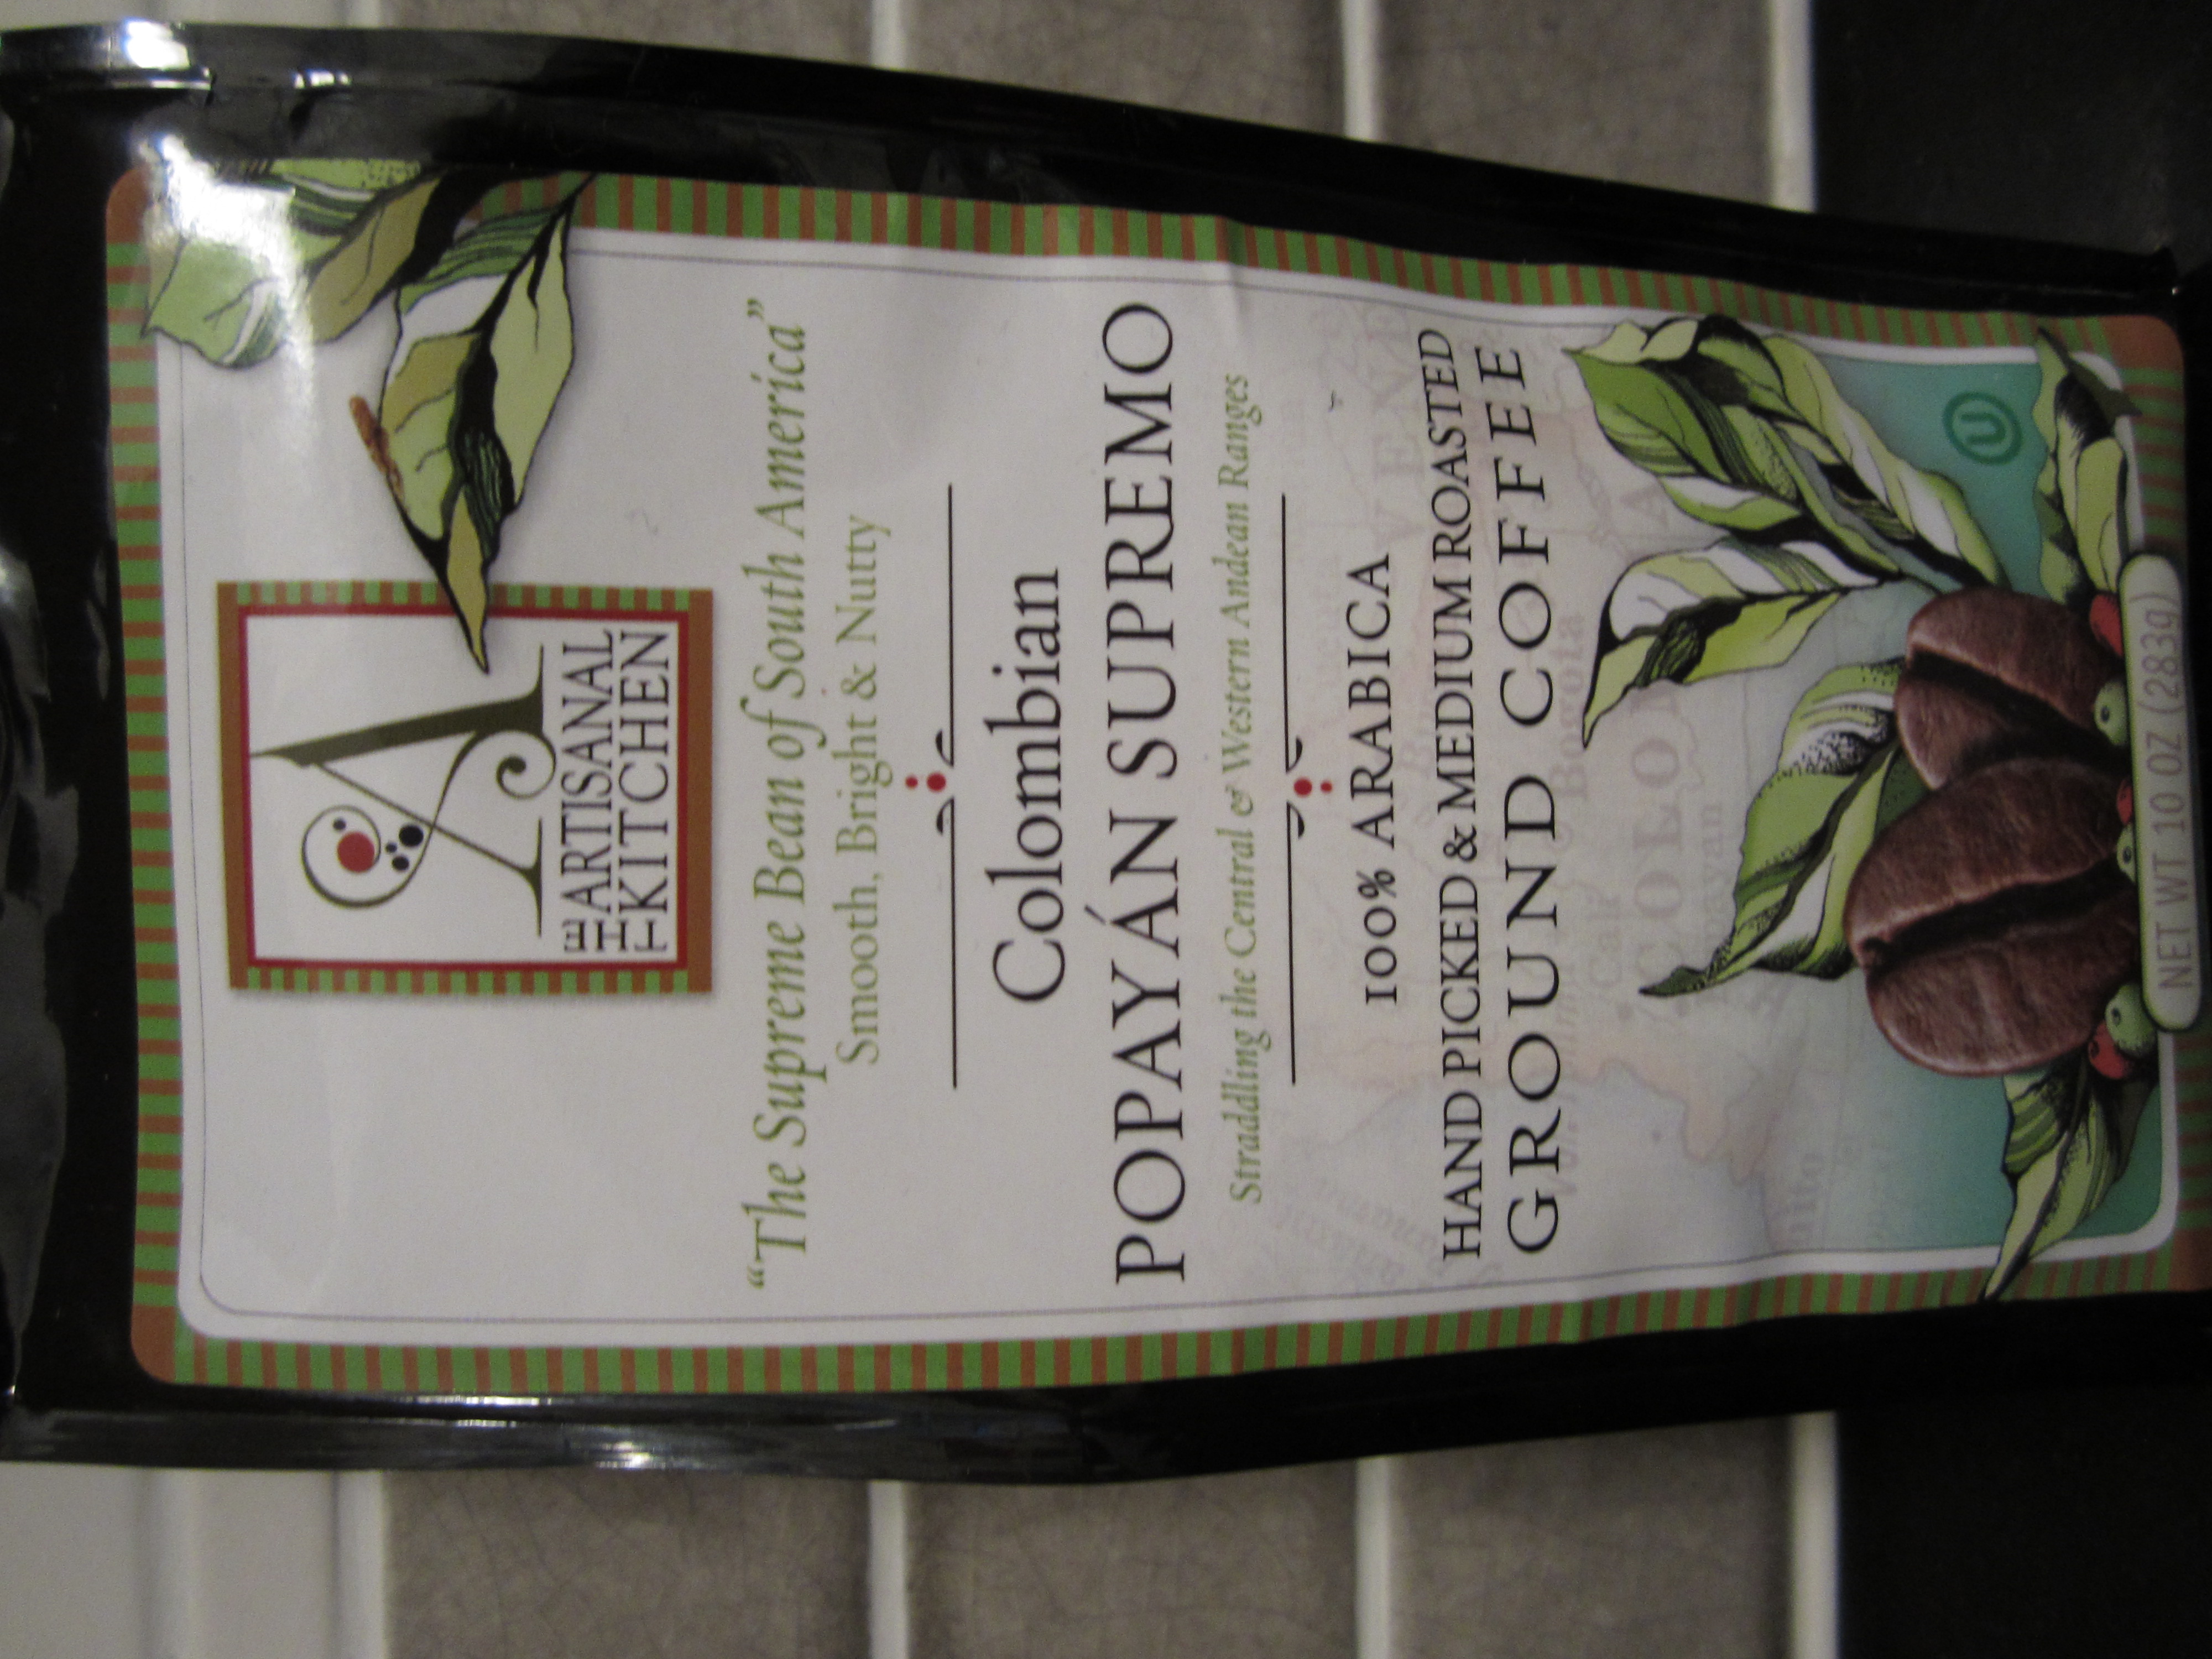 THE ARTISANAL
KITCHEN
“The Supreme Bean of South America”
Smooth, Bright & Nutty
Colombian
POPAYÁN SUPREMO
Straddling the Central & Western Andean Ranges
100% ARABICA
HAND PICKED & MEDIUM ROASTED
GROUND COFFEE
U
NET WT 10 OZ (283g)